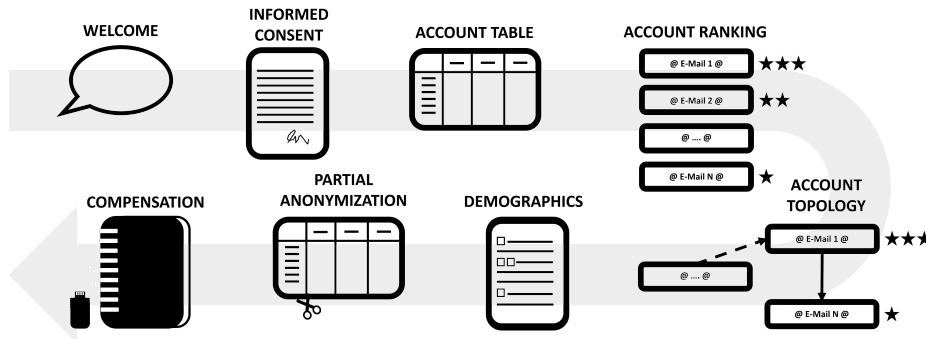 WELCOME
INFORMED
CONSENT
ACCOUNT TABLE
ACCOUNT RANKING
@ E-Mail 1 @
@ E-Mail 2 @
@ .... @
@ E-Mail N @
ACCOUNT
TOPOLOGY
@ E-Mail 1 @
@ .... @
@ E-Mail N @
DEMOGRAPHICS
PARTIAL
ANONYMIZATION
COMPENSATION